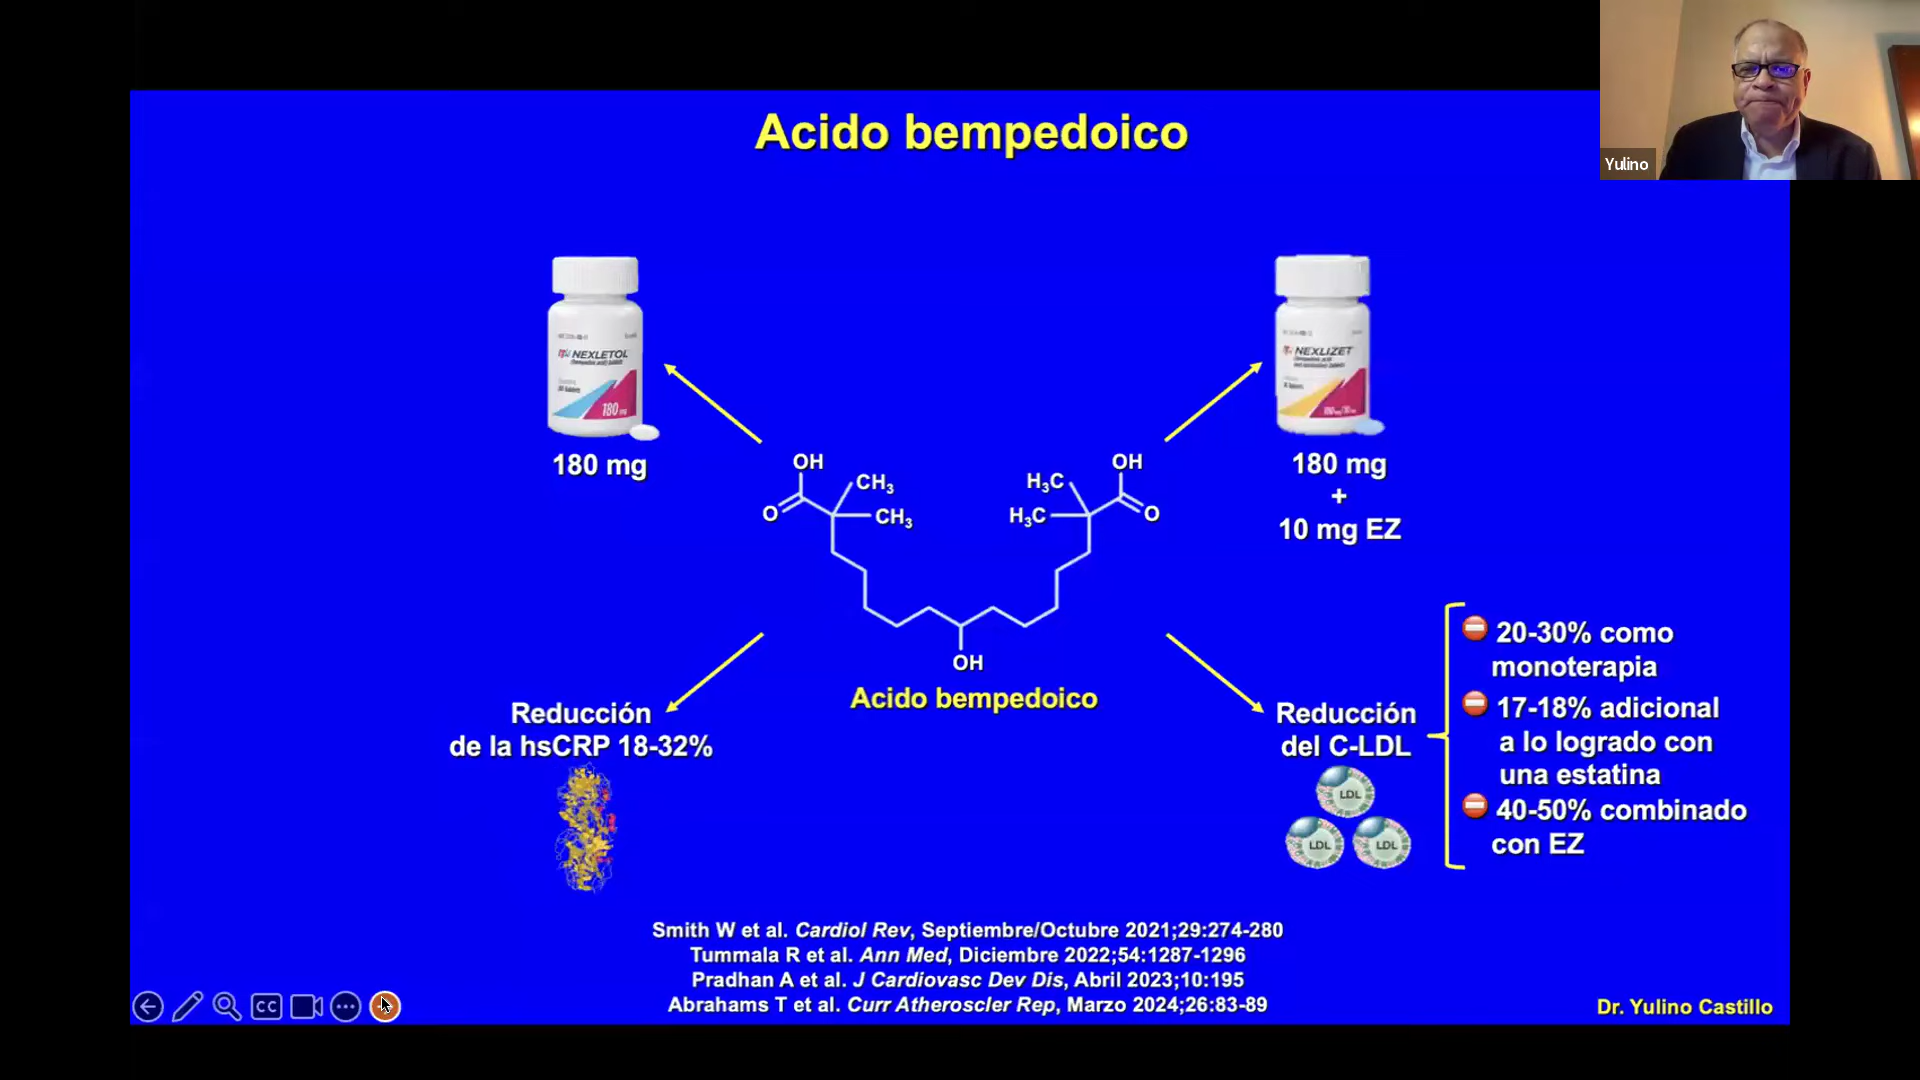 Acido bempedoico
Yulino
NEXLETOL
180 mg
NEXLIZET
180 mg
180 mg
+
10 mg EZ
OH
CH3
CH3
O
OH
H3C
H3C
O
OH
Acido bempedoico
Reducción
de la hsCRP 18-32%
Reducción
del C-LDL
LDL
LDL
LDL
20-30% como
monoterapia
17-18% adicional
a lo logrado con
una estatina
40-50% combinado
con EZ
Smith W et al. Cardiol Rev, Septiembre/Octubre 2021;29:274-280
Tummala R et al. Ann Med, Diciembre 2022;54:1287-1296
Pradhan A et al. J Cardiovasc Dev Dis, Abril 2023;10:195
Abrahams T et al. Curr Atheroscler Rep, Marzo 2024;26:83-89
CC
Dr. Yulino Castillo